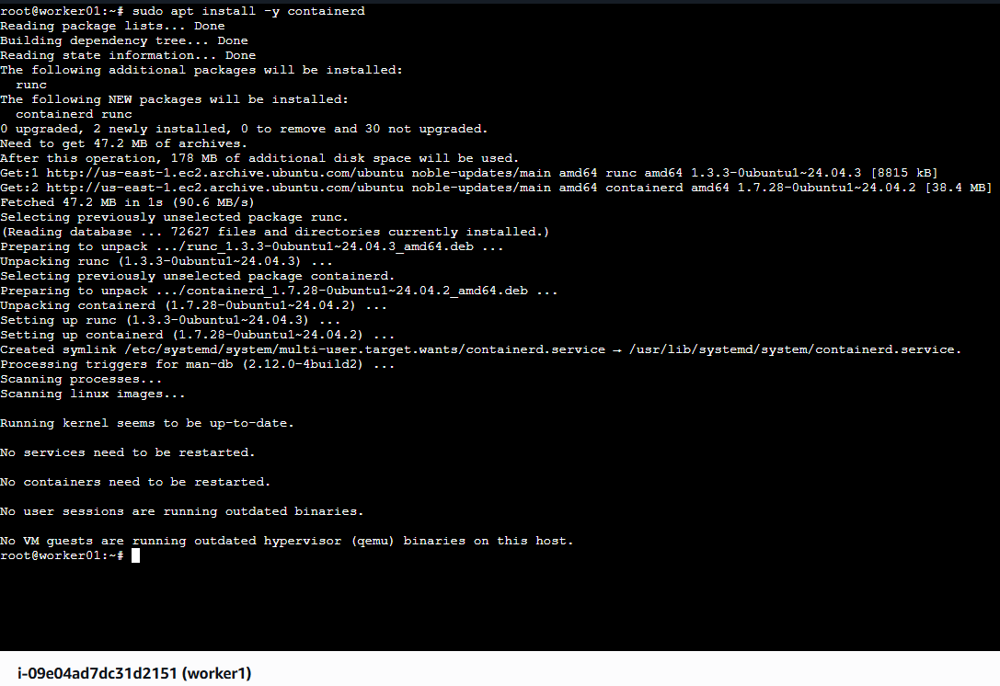 root@worker01:~# sudo apt install -y containerd
Reading package lists... Done
Building dependency tree... Done
Reading state information... Done
The following additional packages will be installed:
  runc
The following NEW packages will be installed:
  containerd runc
0 upgraded, 2 newly installed, 0 to remove and 30 not upgraded.
Need to get 47.2 MB of archives.
After this operation, 178 MB of additional disk space will be used.
Get:1 http://us-east-1.ec2.archive.ubuntu.com/ubuntu noble-updates/main amd64 runc amd64 1.3.3-0ubuntu1~24.04.3 [8815 kB]
Get:2 http://us-east-1.ec2.archive.ubuntu.com/ubuntu noble-updates/main amd64 containerd amd64 1.7.28-0ubuntu1~24.04.2 [38.4 MB]
Fetched 47.2 MB in 1s (90.6 MB/s)
Selecting previously unselected package runc.
(Reading database ... 72627 files and directories currently installed.)
Preparing to unpack .../runc_1.3.3-0ubuntu1~24.04.3_amd64.deb ...
Unpacking runc (1.3.3-0ubuntu1~24.04.3) ...
Selecting previously unselected package containerd.
Preparing to unpack .../containerd_1.7.28-0ubuntu1~24.04.2_amd64.deb ...
Unpacking containerd (1.7.28-0ubuntu1~24.04.2) ...
Setting up runc (1.3.3-0ubuntu1~24.04.3) ...
Setting up containerd (1.7.28-0ubuntu1~24.04.2) ...
Created symlink /etc/systemd/system/multi-user.target.wants/containerd.service → /usr/lib/systemd/system/containerd.service.
Processing triggers for man-db (2.12.0-4build2) ...
Scanning processes...
Scanning linux images...
Running kernel seems to be up-to-date.
No services need to be restarted.
No containers need to be restarted.
No user sessions are running outdated binaries.
No VM guests are running outdated hypervisor (qemu) binaries on this host.
root@worker01:~#
i-09e04ad7dc31d2151 (worker1)